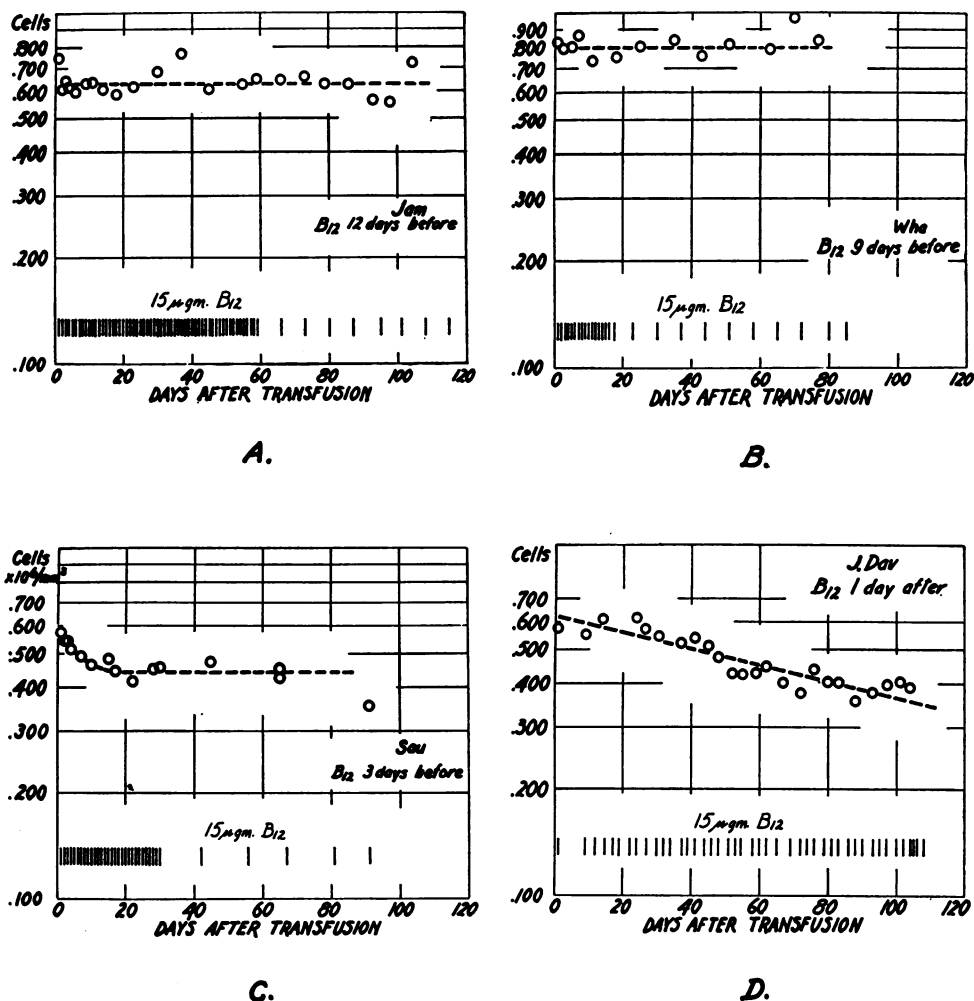 Cells
.800
.700
.600
.500
.400
.300
.200
.100
Jam
B12 12 days before
15 µgm. B12
0 20 40 60 80 100 120
DAYS AFTER TRANSFUSION
A.
.900
.800
.700
.600
.500
.400
.300
.200
.100
Wha
B12 9 days before
15 µgm. B12
0 20 40 60 80 100 120
DAYS AFTER TRANSFUSION
B.
Cells
x10⁶/mm³
.700
.600
.500
.400
.300
.200
.100
Sau
B12 3 days before
15 µgm. B12
0 20 40 60 80 100 120
DAYS AFTER TRANSFUSION
C.
Cells
.700
.600
.500
.400
.300
.200
.100
J. Dav
B12 1 day after
15 µgm. B12
0 20 40 60 80 100 120
DAYS AFTER TRANSFUSION
D.